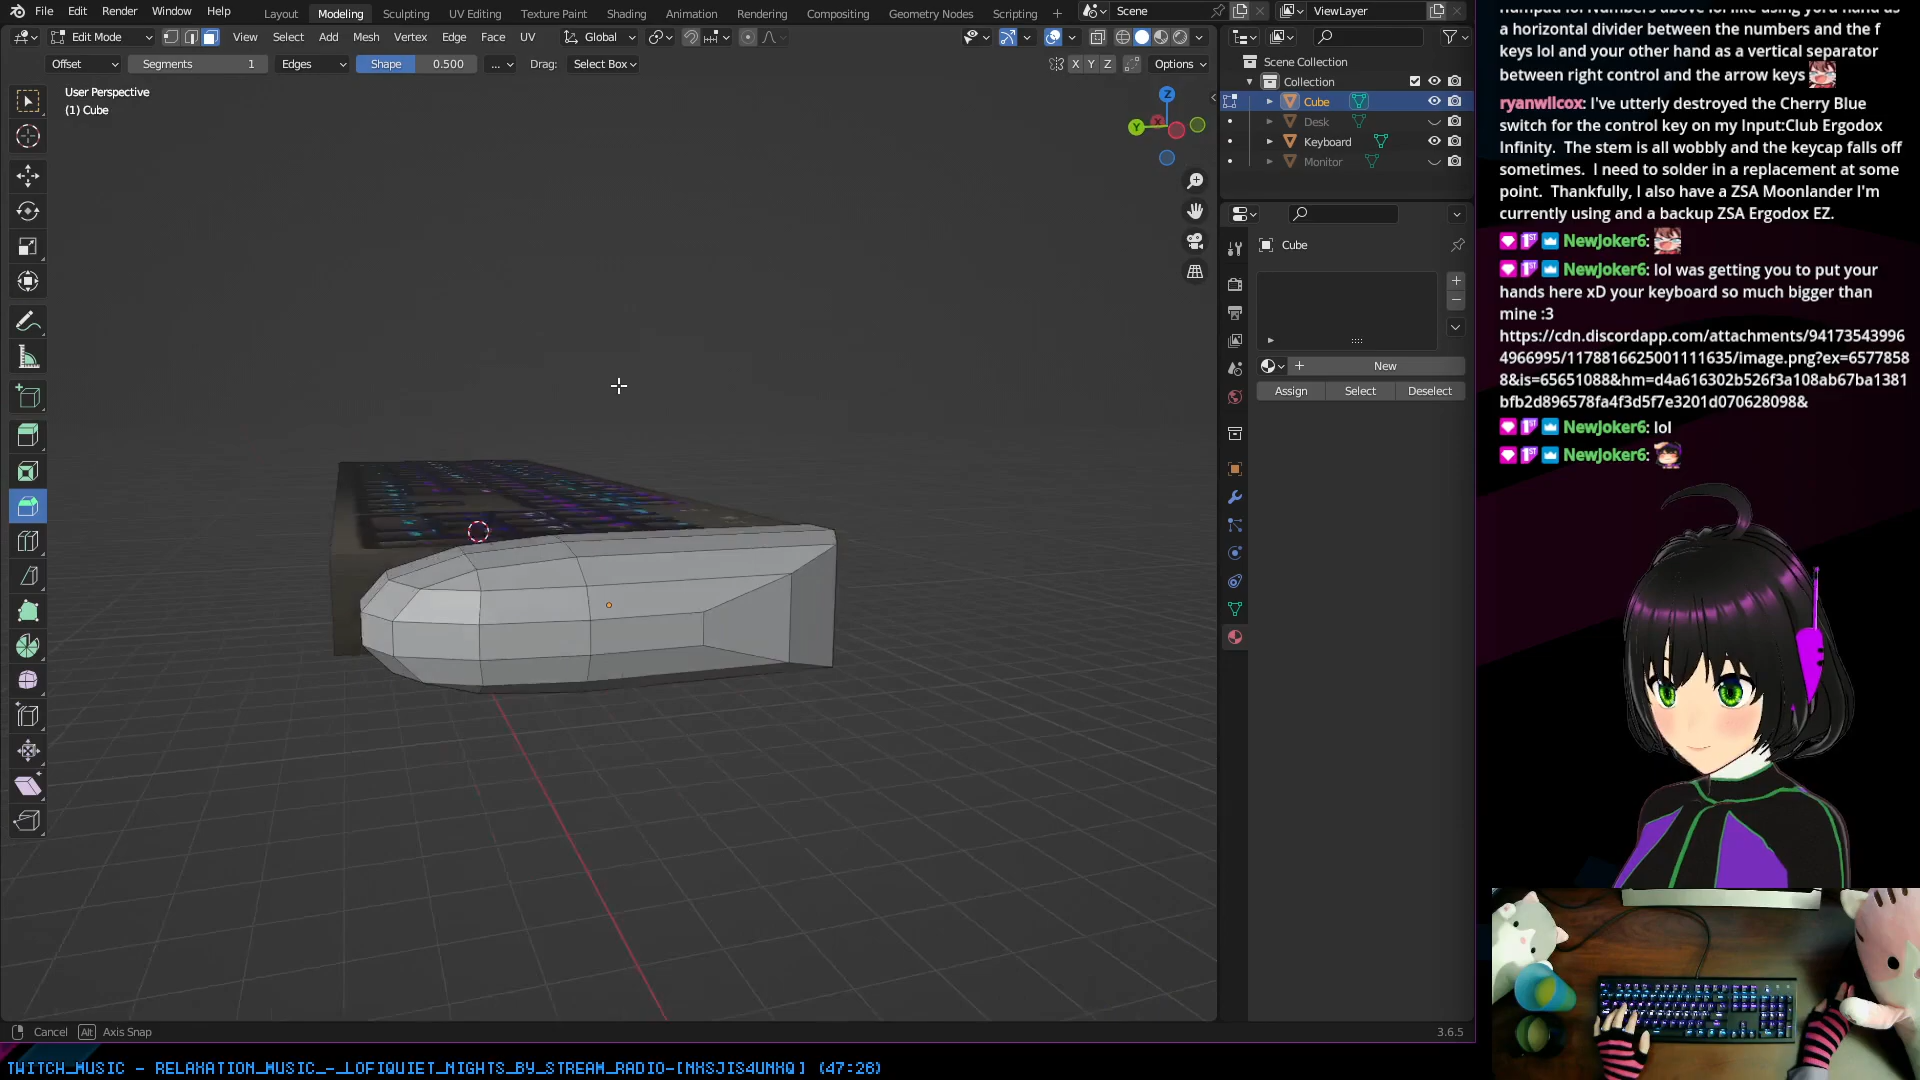 File Edit Render Window Help Layout Modeling Sculpting UV Editing Texture Paint Shading Animation Rendering Compositing Geometry Nodes Scripting + Scene ViewLayer
Edit Mode View Select Add Mesh Vertex Edge Face UV Global
Offset Segments 1 Edges Shape 0.500 ... Drag: Select Box X Y Z Options
User Perspective
(1) Cube
Z
Y
X
Scene Collection
Collection
Cube
Desk
Keyboard
Monitor
Cube
New
Assign Select Deselect
Cancel Alt Axis Snap 3.6.5
a horizontal divider between the numbers and the f
keys lol and your other hand as a vertical separator
between right control and the arrow keys
ryanwilcox: I've utterly destroyed the Cherry Blue
switch for the control key on my Input:Club Ergodox
Infinity. The stem is all wobbly and the keycap falls off
sometimes. I need to solder in a replacement at some
point. Thankfully, I also have a ZSA Moonlander I'm
currently using and a backup ZSA Ergodox EZ.
NewJoker6:
NewJoker6: lol was getting you to put your
hands here xD your keyboard so much bigger than
mine :3
https://cdn.discordapp.com/attachments/94173543996
4966995/1178816625001111635/image.png?ex=6577858
8&is=65651088&hm=d4a616302b526f3a108ab67ba1381
bfb2d896578fa4f3d5f7e3201d070628098&
NewJoker6: lol
NewJoker6:
TWITCH_MUSIC - RELAXATION_MUSIC_-_LOFIQUIET_NIGHTS_BY_STREAM_RADIO-[NXSJIS4UNXQ] (47:26)